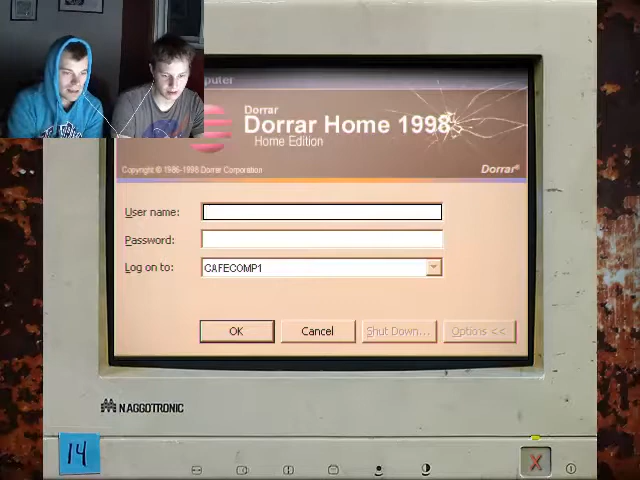 puter
Dorrar
Dorrar Home 1998
Home Edition
Copyright © 1986-1998 Dorrar Corporation
Dorrar®
User name:
Password:
Log on to: CAFECOMP1
OK Cancel Shut Down... Options <<
NAGGOTRONIC
14
X